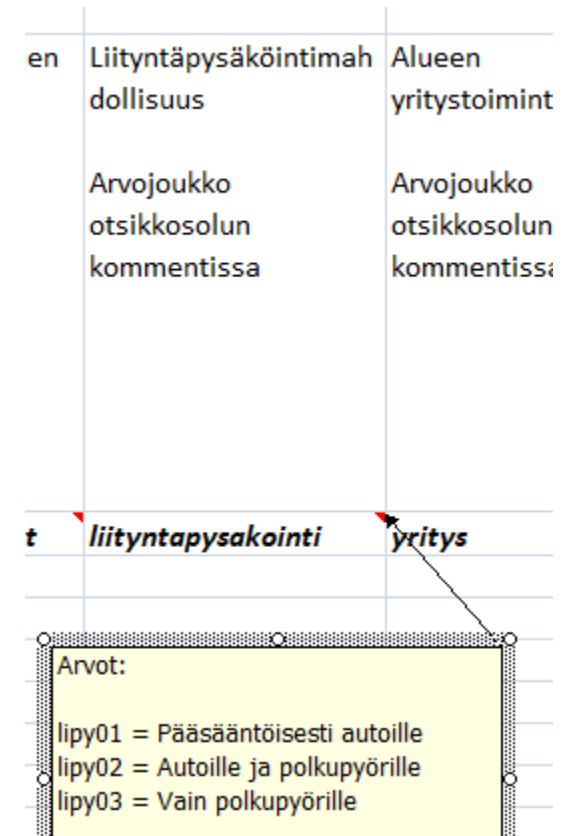 en
Liityntäpysäköintimah
dollisuus
Arvojoukko
otsikkosolun
kommentissa
Alueen
yritystoimint
Arvojoukko
otsikkosolun
kommentissa
t
liityntapysakointi
yritys
Arvot:
lipy01 = Pääsääntöisesti autoille
lipy02 = Autoille ja polkupyörille
lipy03 = Vain polkupyörille